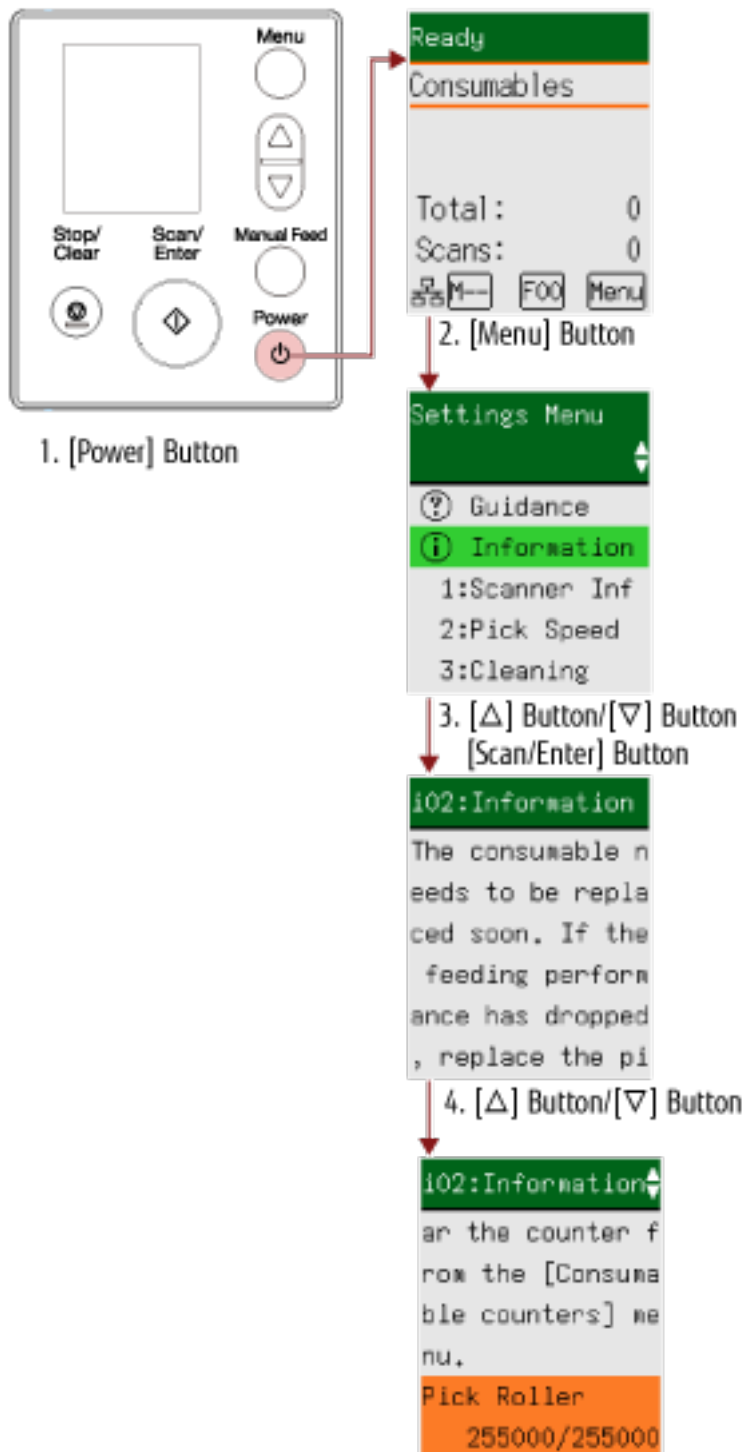 Menu
Stop/
Clear
Scan/
Enter
Manual Feed
Power
1. [Power] Button
Ready
Consumables
Total: 0
Scans: 0
M-- F00 Menu
2. [Menu] Button
Settings Menu
? Guidance
i Information
1:Scanner Inf
2:Pick Speed
3:Cleaning
3. [△] Button/[▽] Button
[Scan/Enter] Button
i02:Information
The consumable n
eeds to be repla
ced soon. If the
feeding perform
ance has dropped
, replace the pi
4. [△] Button/[▽] Button
i02:Information
ar the counter f
rom the [Consuma
ble counters] me
nu.
Pick Roller
255000/255000